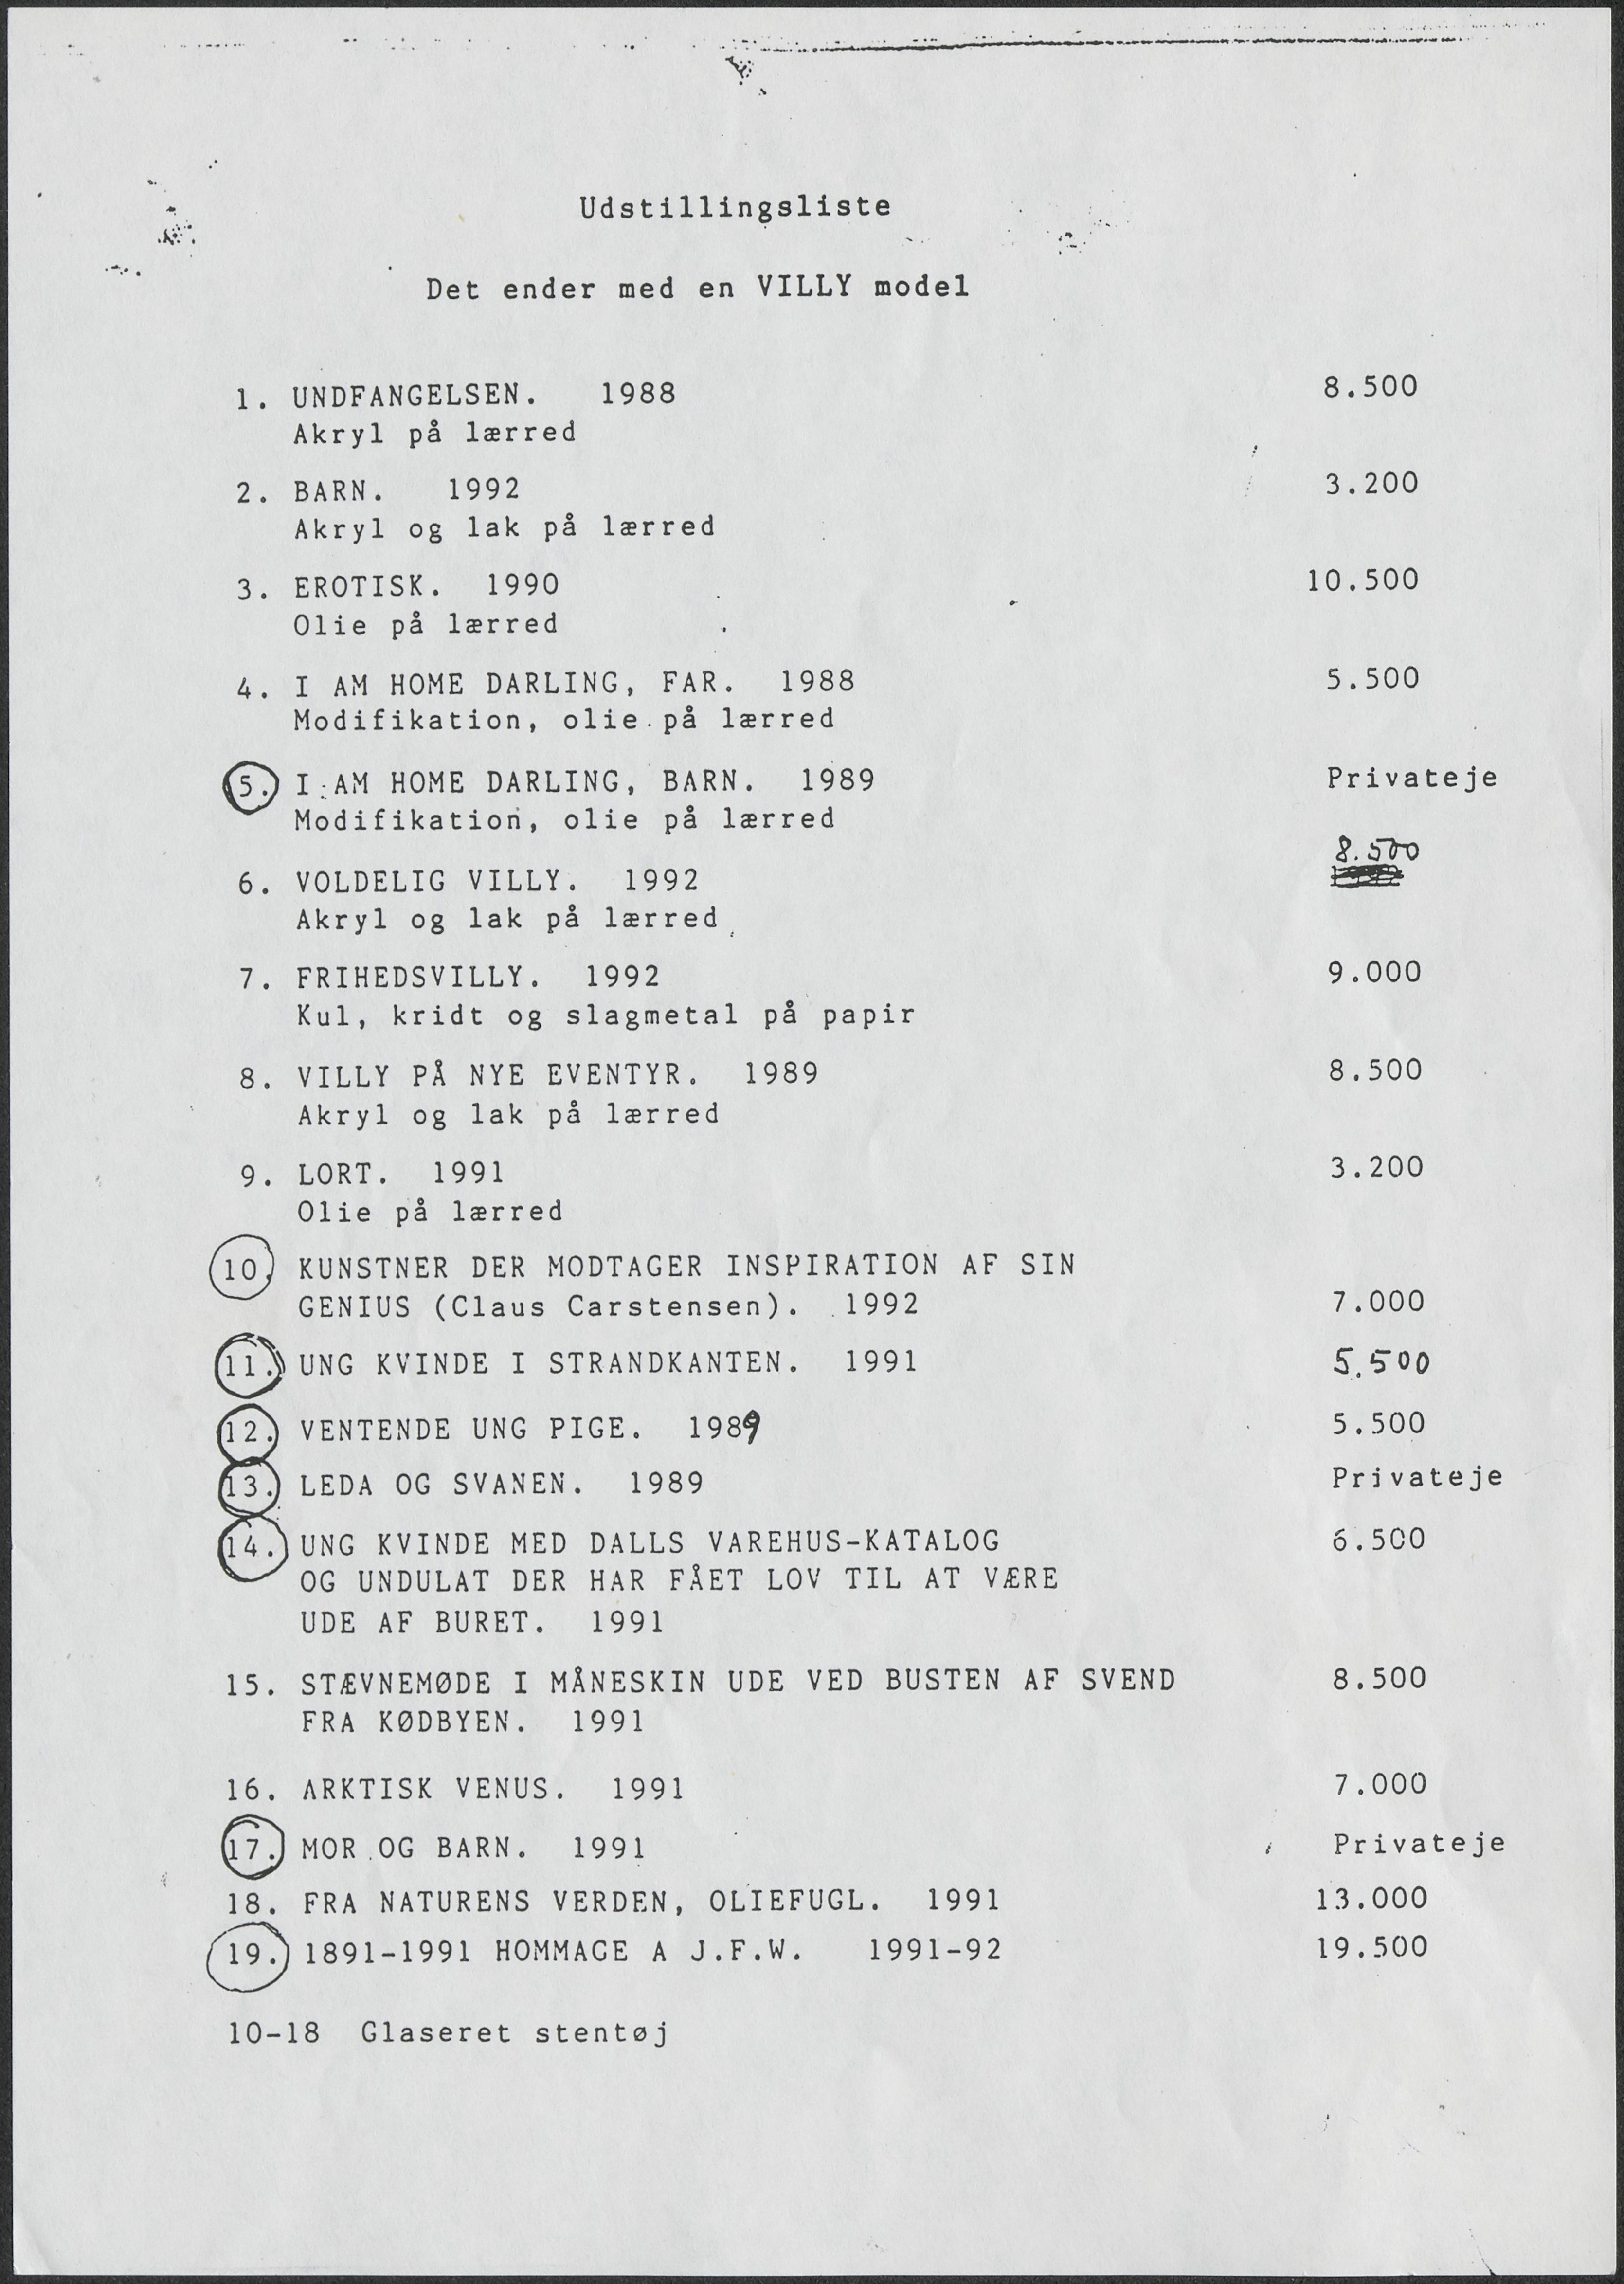 Udstillingsliste
Det ender med en VILLY model
1. UNDFANGELSEN. 1988 8.500
Akryl på lærred
2. BARN. 1992 3.200
Akryl og lak på lærred
3. EROTISK. 1990 10.500
Olie på lærred
4. I AM HOME DARLING, FAR. 1988 5.500
Modifikation, olie på lærred
5. I AM HOME DARLING, BARN. 1989 Privateje
Modifikation, olie på lærred
6. VOLDELIG VILLY. 1992 8.500
Akryl og lak på lærred
7. FRIHEDSVILLY. 1992 9.000
Kul, kridt og slagmetal på papir
8. VILLY PÅ NYE EVENTYR. 1989 8.500
Akryl og lak på lærred
9. LORT. 1991 3.200
Olie på lærred
10. KUNSTNER DER MODTAGER INSPIRATION AF SIN
GENIUS (Claus Carstensen). 1992 7.000
11. UNG KVINDE I STRANDKANTEN. 1991 5.500
12. VENTENDE UNG PIGE. 1989 5.500
13. LEDA OG SVANEN. 1989 Privateje
14. UNG KVINDE MED DALLS VAREHUS-KATALOG 6.500
OG UNDULAT DER HAR FÅET LOV TIL AT VÆRE
UDE AF BURET. 1991
15. STÆVNEMØDE I MÅNESKIN UDE VED BUSTEN AF SVEND 8.500
FRA KØDBYEN. 1991
16. ARKTISK VENUS. 1991 7.000
17. MOR OG BARN. 1991 Privateje
18. FRA NATURENS VERDEN, OLIEFUGL. 1991 13.000
19. 1891-1991 HOMMAGE A J.F.W. 1991-92 19.500
10-18 Glaseret stentøj